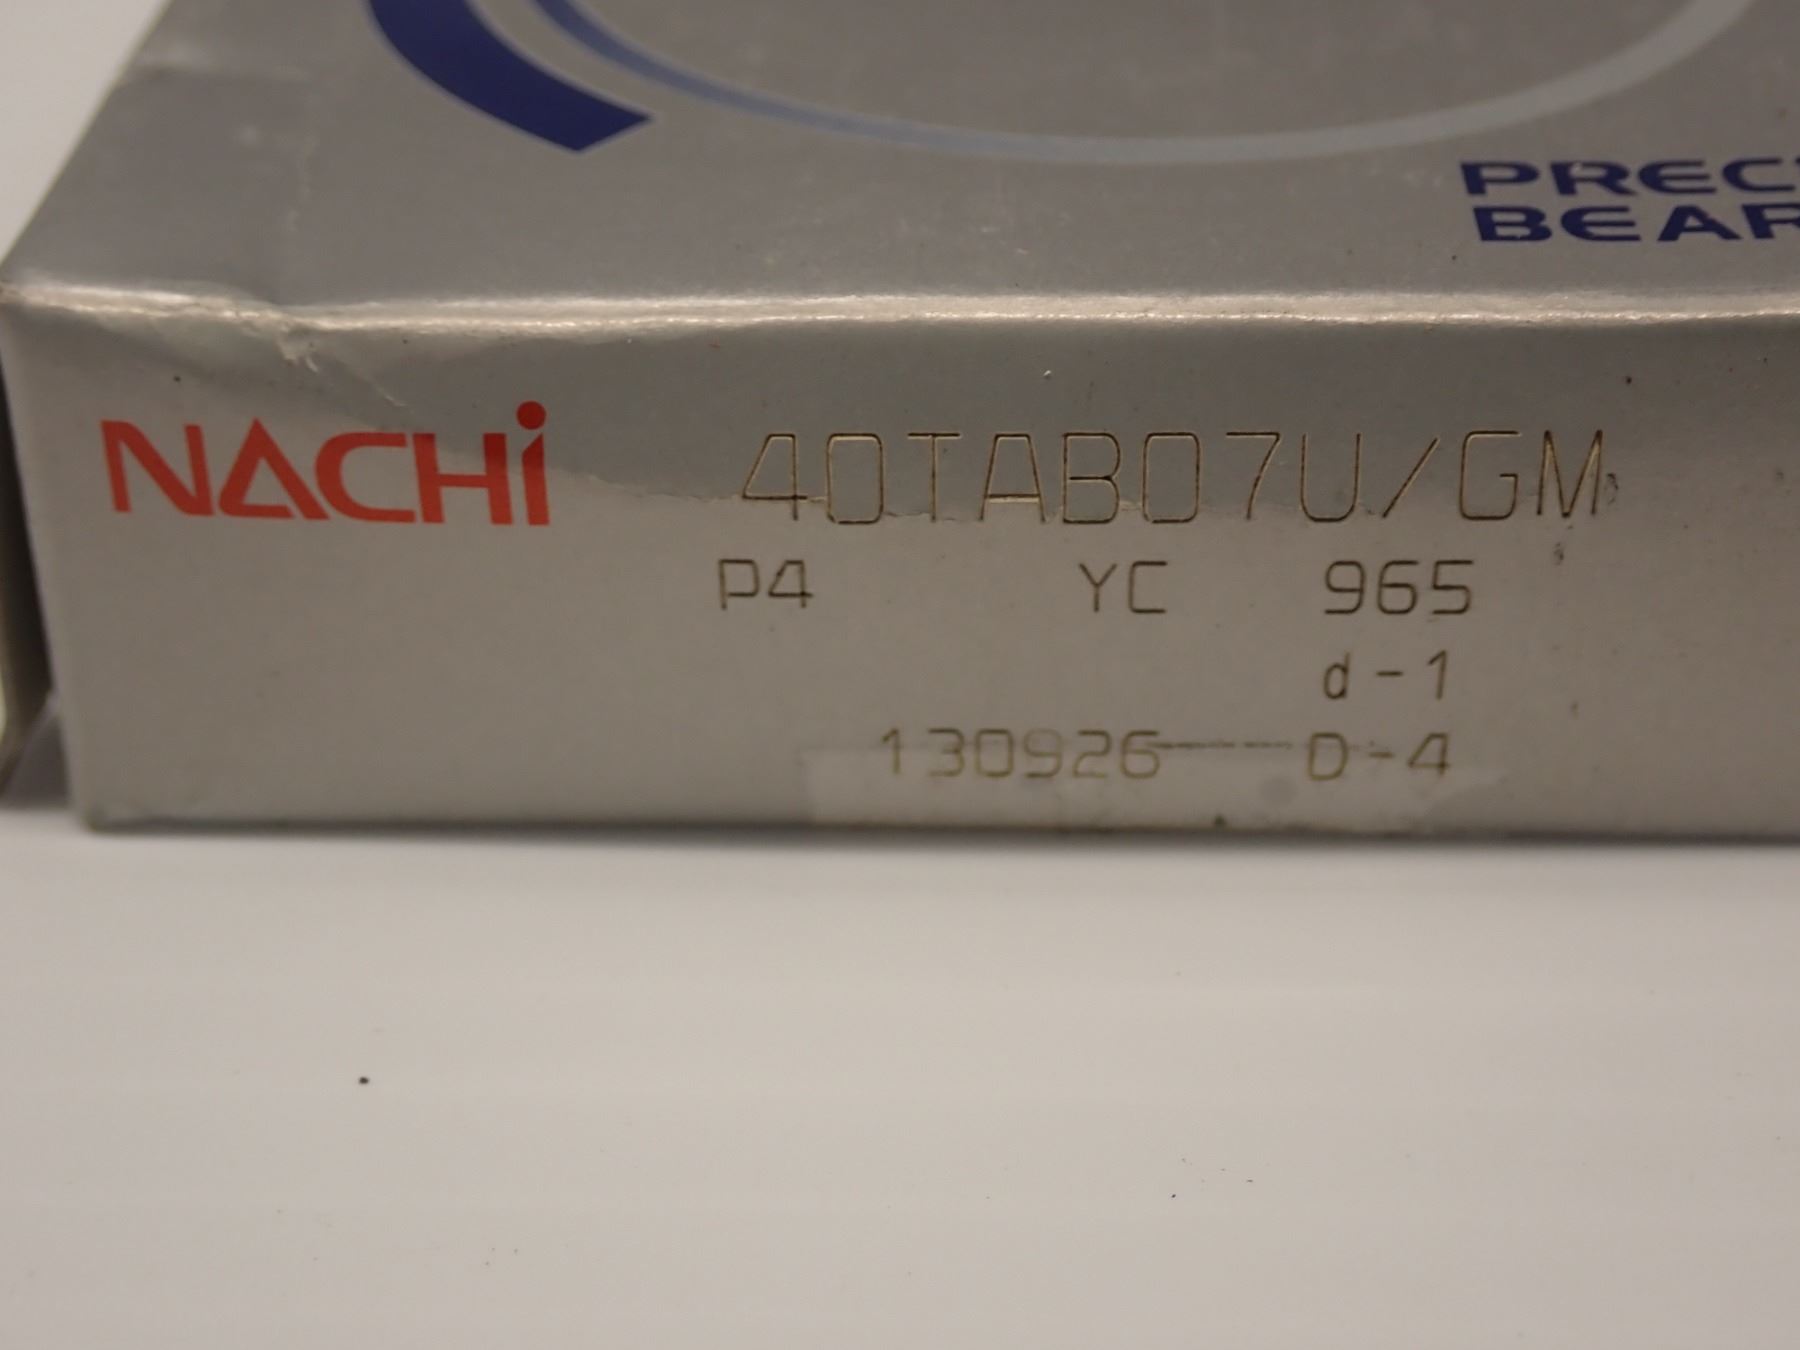 PREC
BEAR
NACHi 40TAB07U/GM
P4 YC 965
d-1
130926 D-4